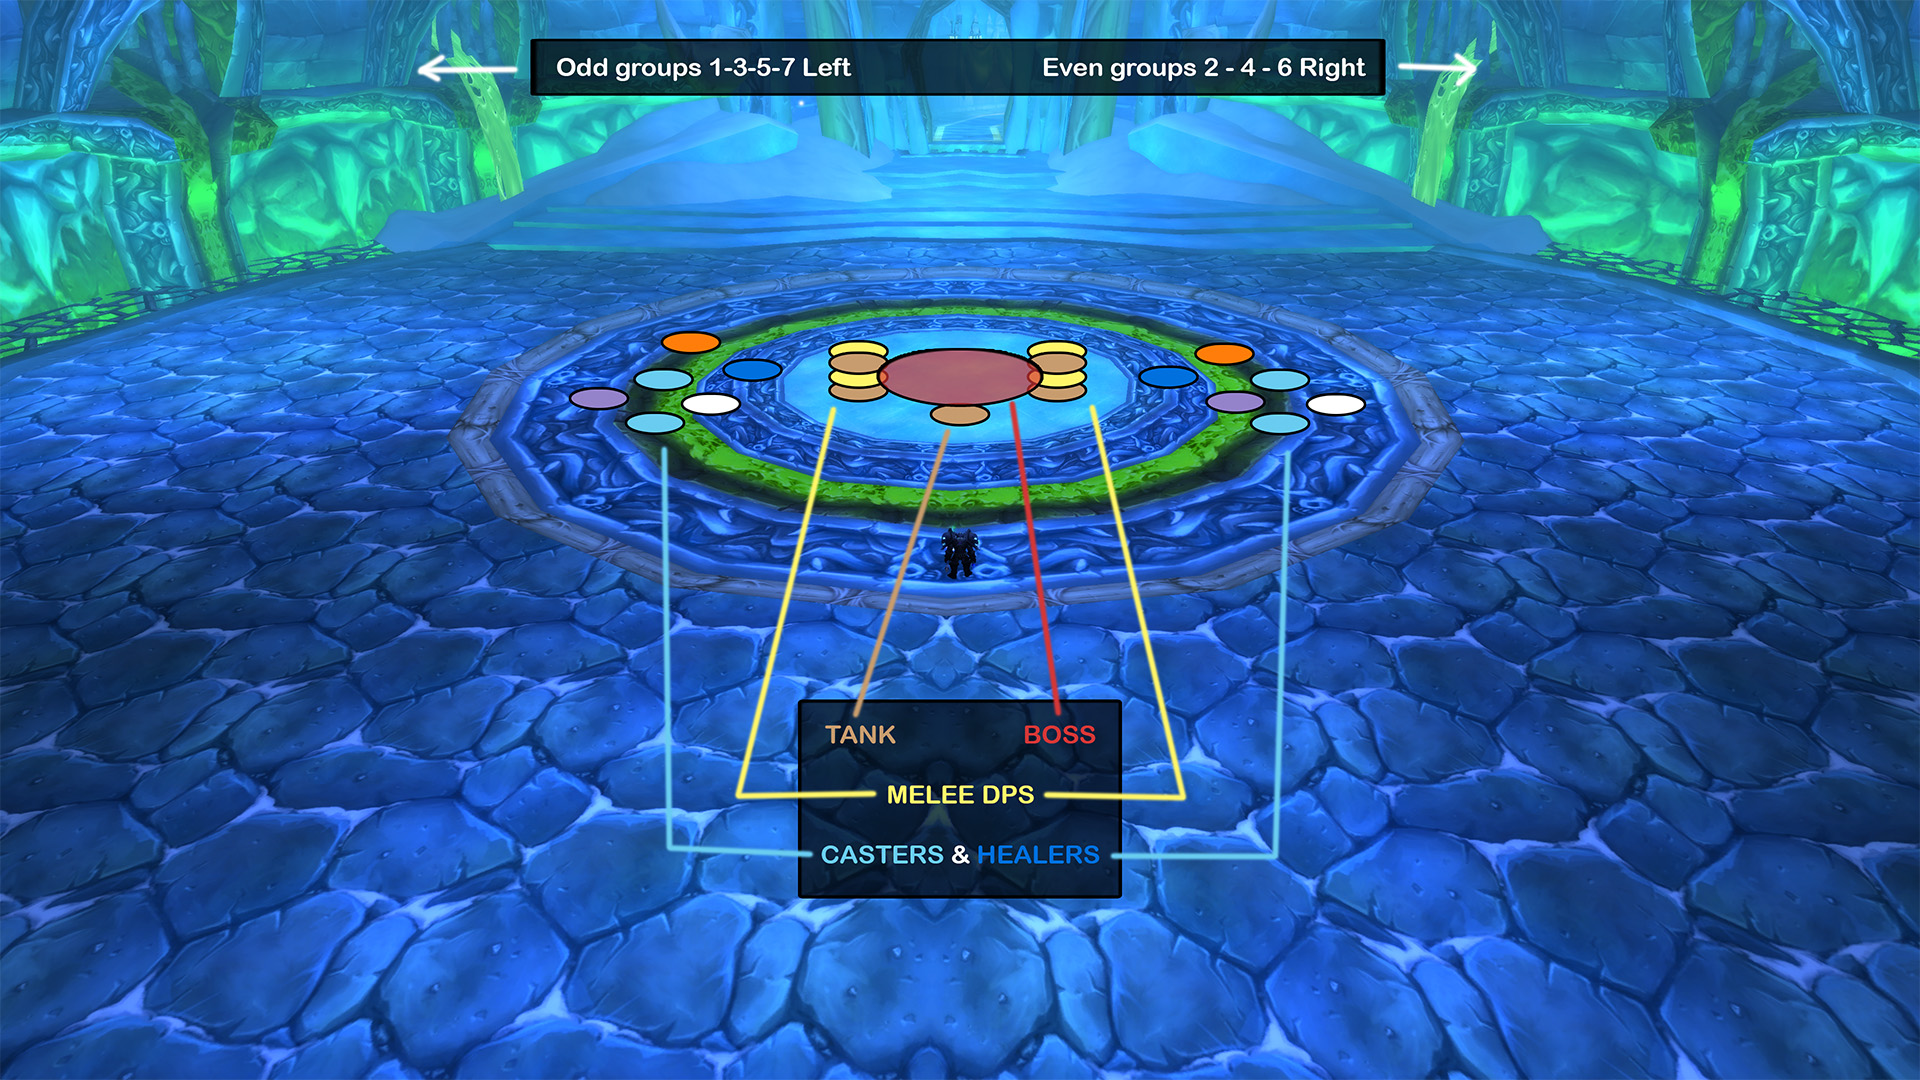 Odd groups 1-3-5-7 Left
Even groups 2 - 4 - 6 Right
TANK
BOSS
MELEE DPS
CASTERS & HEALERS